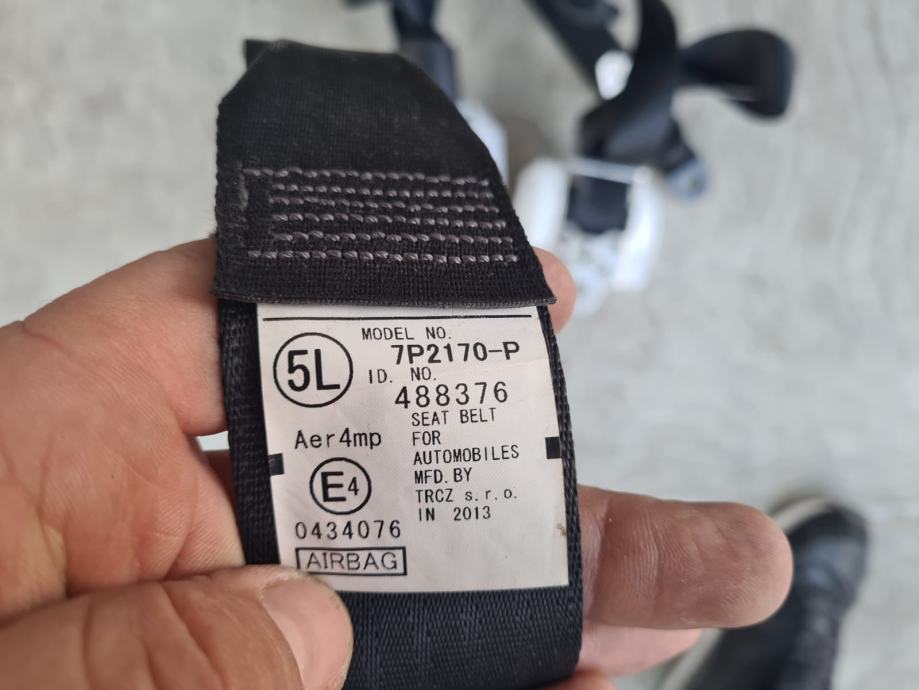 MODEL NO.
5L
7P2170-P
ID. NO.
488376
SEAT BELT
Aer4mp
FOR
AUTOMOBILES
E4
MFD. BY
TRCZ s.r.o.
0434076
IN 2013
AIRBAG